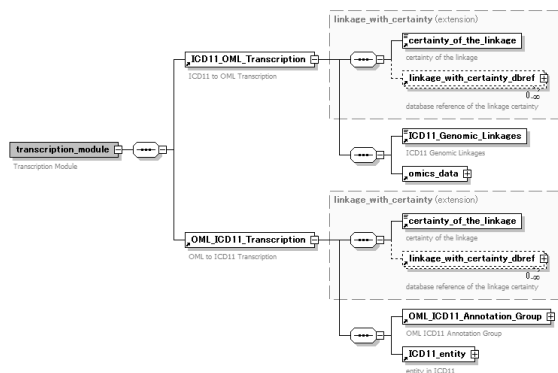 linkage_with_certainty (extension)
certainty_of_the_linkage
certainty of the linkage
linkage_with_certainty_dbref
0..∞
database reference of the linkage certainty
ICD11_OML_Transcription
ICD11 to OML Transcription
ICD11_Genomic_Linkages
ICD11 Genomic Linkages
omics_data
transcription_module
Transcription Module
linkage_with_certainty (extension)
certainty_of_the_linkage
certainty of the linkage
linkage_with_certainty_dbref
0..∞
database reference of the linkage certainty
OML_ICD11_Transcription
OML to ICD11 Transcription
OML_ICD11_Annotation_Group
OML ICD11 Annotation Group
ICD11_entity
entity in ICD11